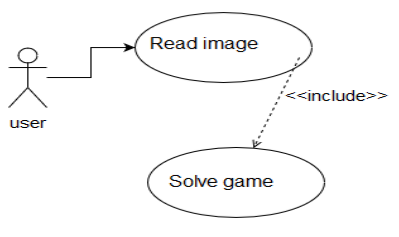 Read image
<<include>>
user
Solve game